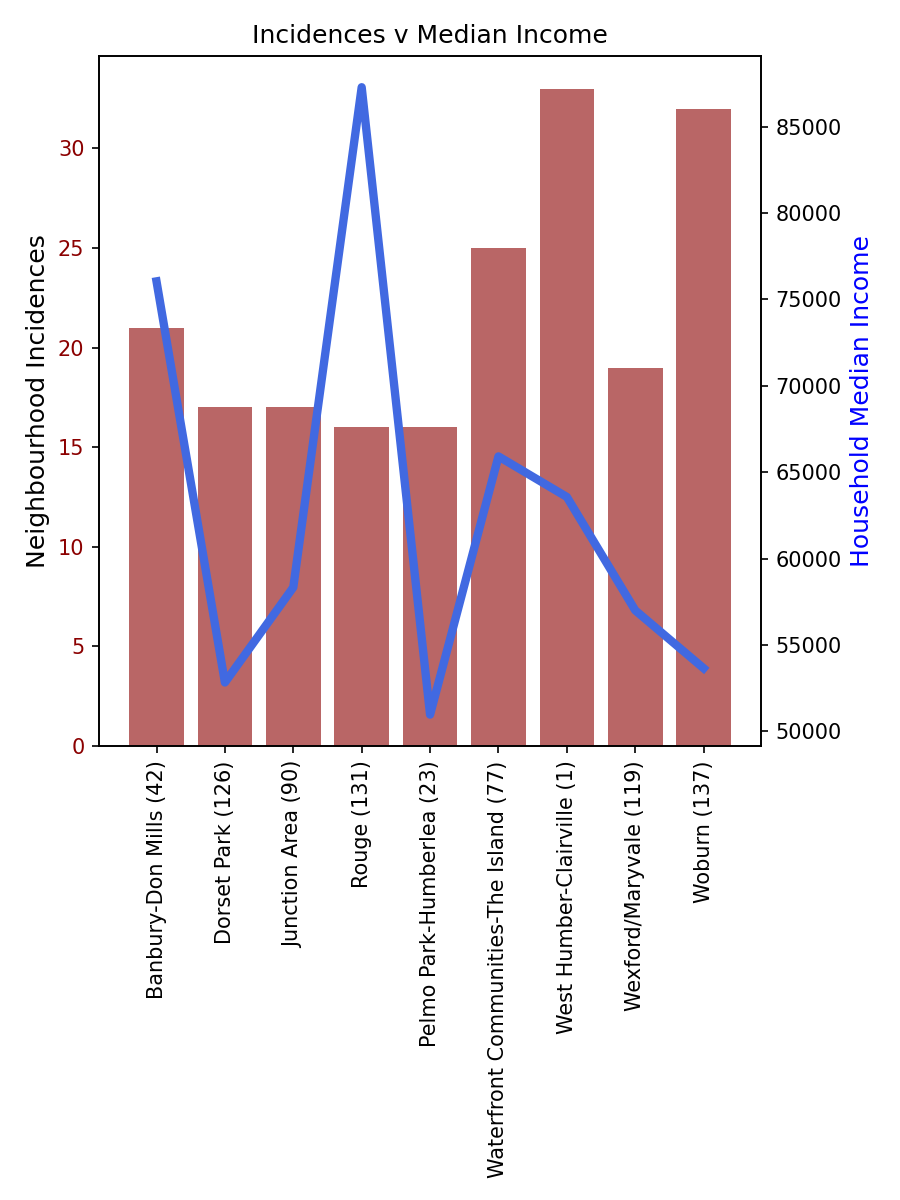 Incidences v Median Income
Neighbourhood Incidences
30
25
20
15
10
5
0
85000
80000
75000
70000
65000
60000
55000
50000
Household Median Income
Banbury-Don Mills (42)
Dorset Park (126)
Junction Area (90)
Rouge (131)
Pelmo Park-Humberlea (23)
Waterfront Communities-The Island (77)
West Humber-Clairville (1)
Wexford/Maryvale (119)
Woburn (137)